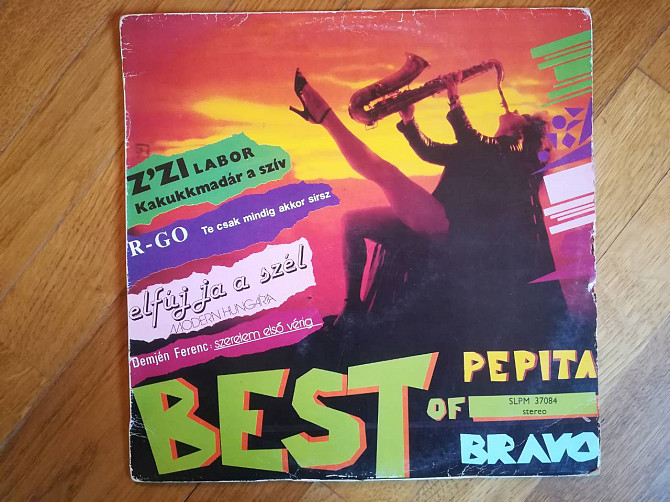 Z'ZI LABOR
Kakukkmadár a szív
R-GO Te csak mindig akkor sírsz
elfújja a szél
MODERN HUNGÁRIA
Demjén Ferenc: szerelem első vérig
BEST OF
PEPITA
SLPM 37084
stereo
BRAVO